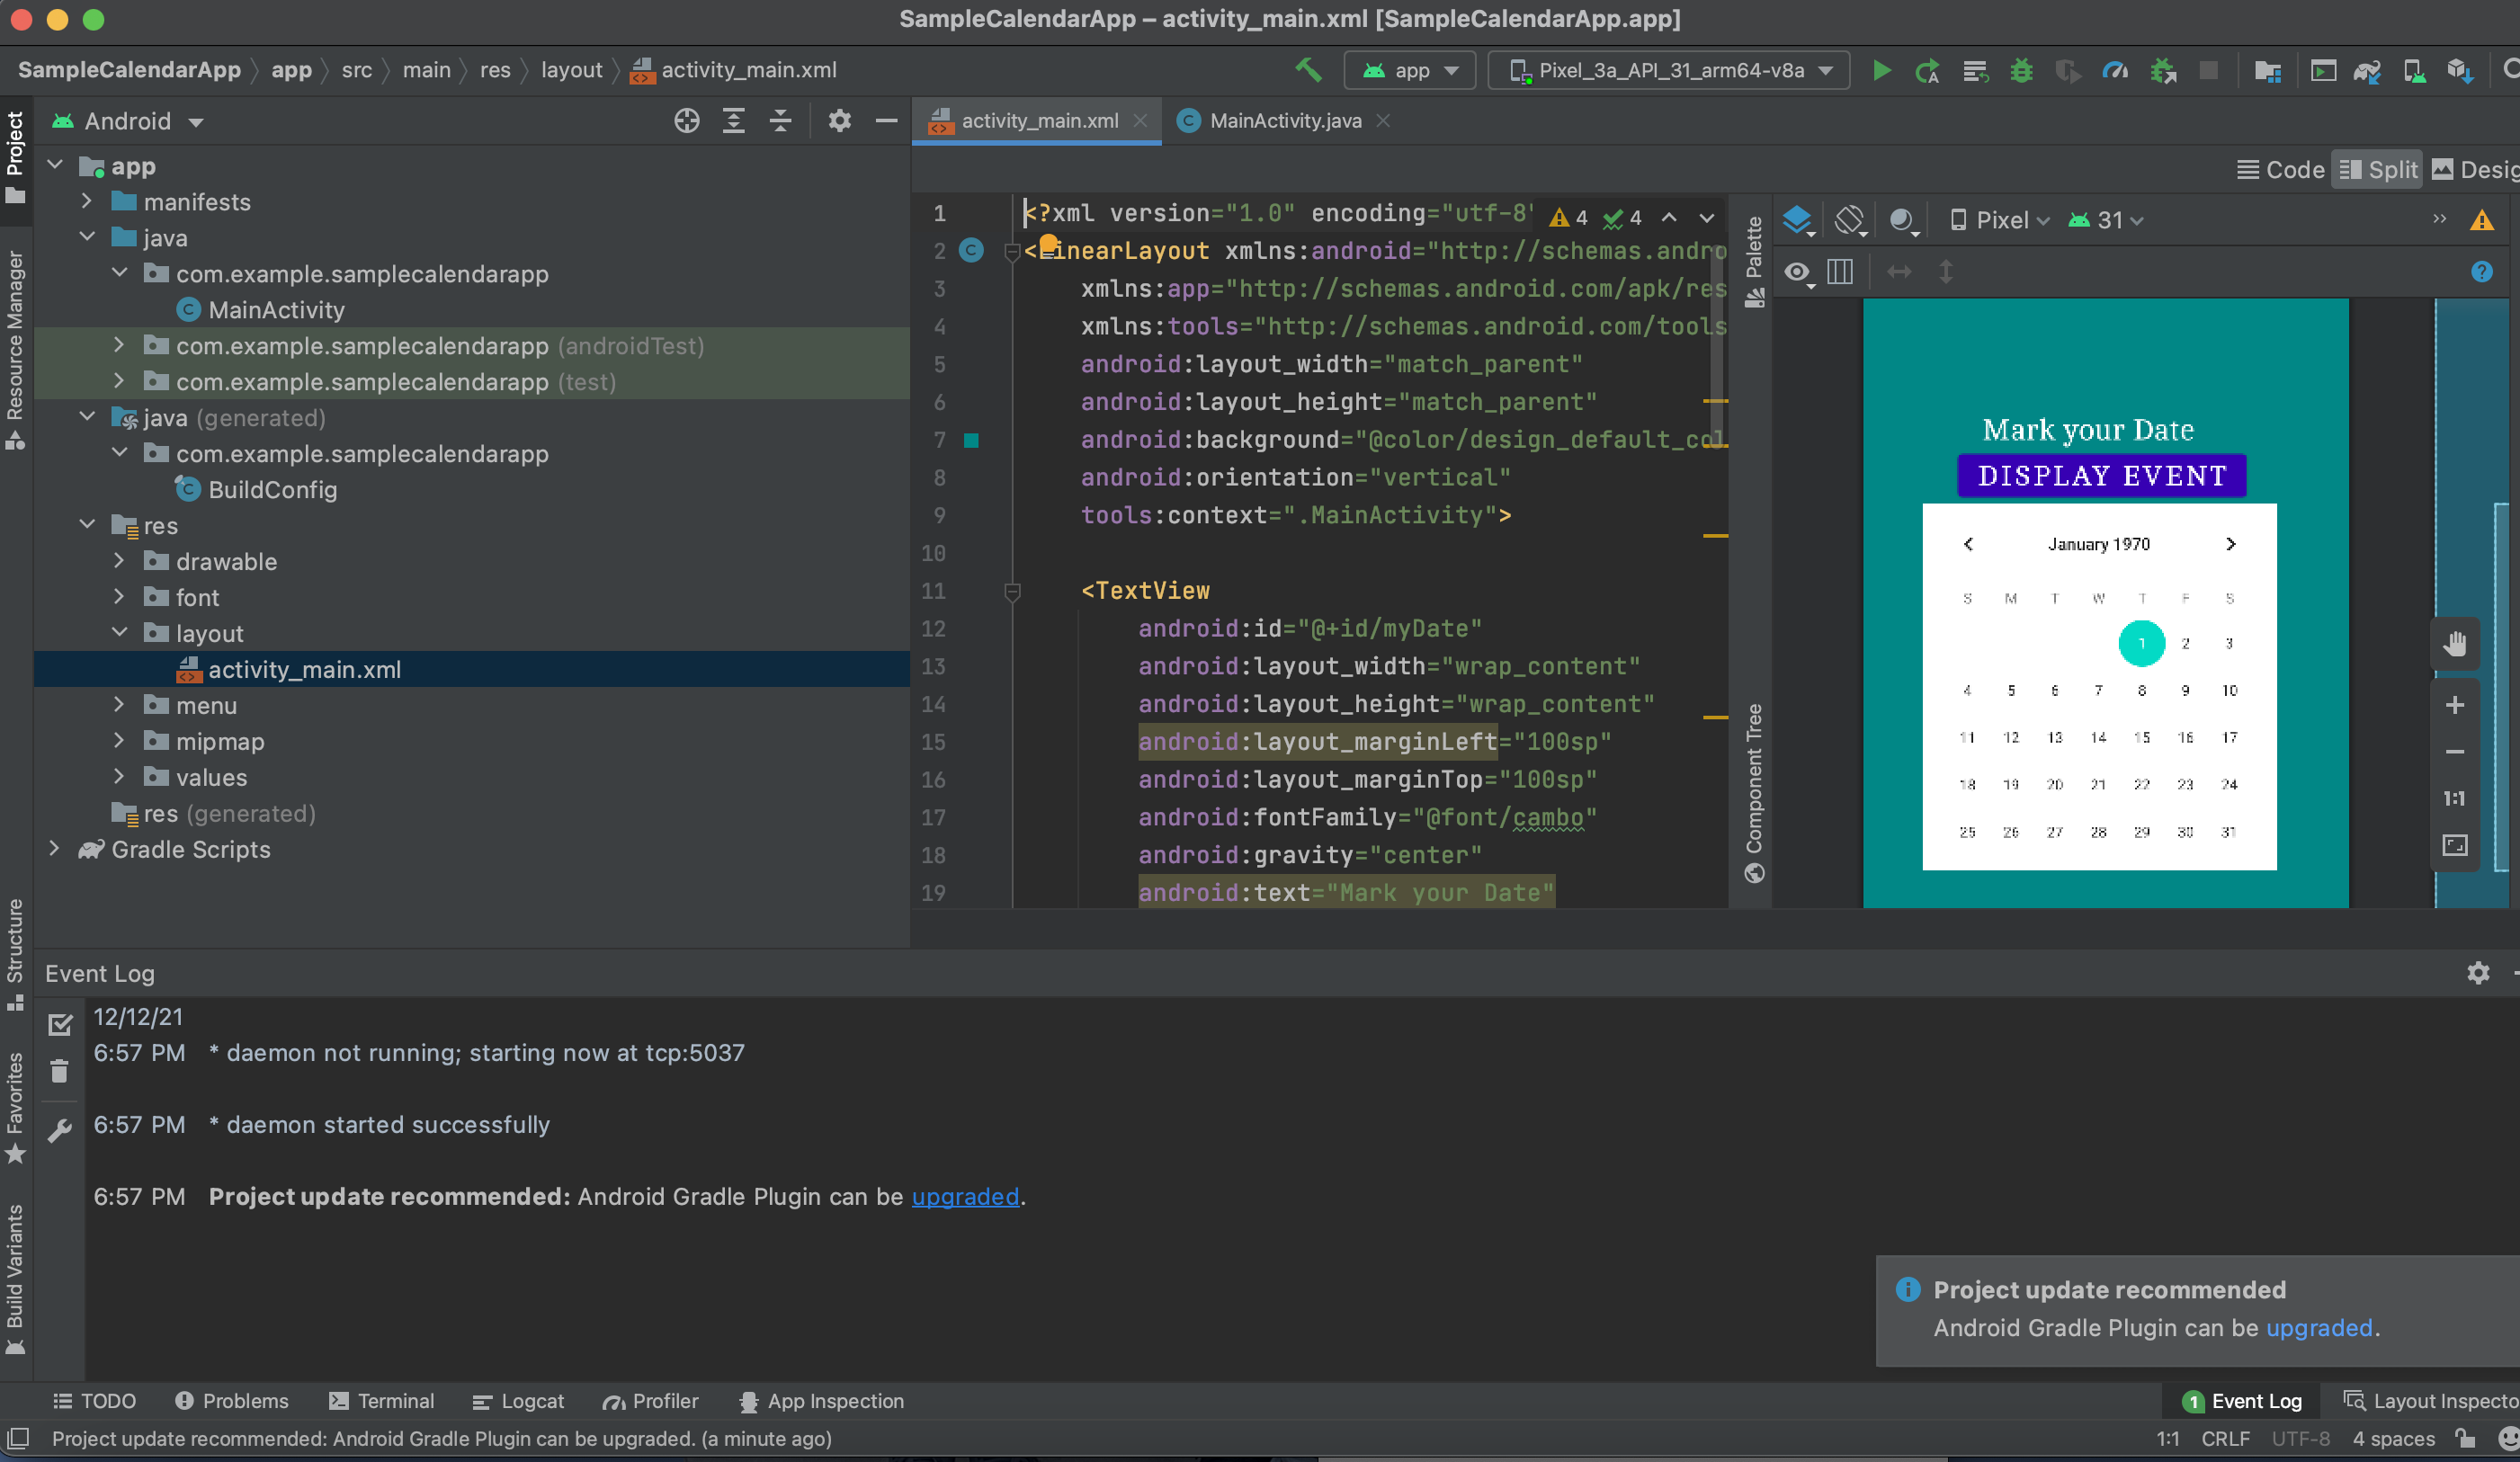 SampleCalendarApp – activity_main.xml [SampleCalendarApp.app]
SampleCalendarApp app src main res layout activity_main.xml
app Pixel_3a_API_31_arm64-v8a
Project
Resource Manager
Structure
Favorites
Build Variants
Android
app
manifests
java
com.example.samplecalendarapp
MainActivity
com.example.samplecalendarapp (androidTest)
com.example.samplecalendarapp (test)
java (generated)
com.example.samplecalendarapp
BuildConfig
res
drawable
font
layout
activity_main.xml
menu
mipmap
values
res (generated)
Gradle Scripts
activity_main.xml MainActivity.java
Code Split Desig
4 4
1 <?xml version="1.0" encoding="utf-8"
2 <LinearLayout xmlns:android="http://schemas.andro
3 xmlns:app="http://schemas.android.com/apk/res
4 xmlns:tools="http://schemas.android.com/tools
5 android:layout_width="match_parent"
6 android:layout_height="match_parent"
7 android:background="@color/design_default_col
8 android:orientation="vertical"
9 tools:context=".MainActivity">
10
11 <TextView
12 android:id="@+id/myDate"
13 android:layout_width="wrap_content"
14 android:layout_height="wrap_content"
15 android:layout_marginLeft="100sp"
16 android:layout_marginTop="100sp"
17 android:fontFamily="@font/cambo"
18 android:gravity="center"
19 android:text="Mark your Date"
Palette
Component Tree
Pixel 31
Mark your Date
DISPLAY EVENT
January 1970
S M T W T F S
1 2 3
4 5 6 7 8 9 10
11 12 13 14 15 16 17
18 19 20 21 22 23 24
25 26 27 28 29 30 31
1:1
Event Log
12/12/21
6:57 PM * daemon not running; starting now at tcp:5037
6:57 PM * daemon started successfully
6:57 PM Project update recommended: Android Gradle Plugin can be upgraded.
Project update recommended
Android Gradle Plugin can be upgraded.
TODO Problems Terminal Logcat Profiler App Inspection
1 Event Log Layout Inspecto
Project update recommended: Android Gradle Plugin can be upgraded. (a minute ago)
1:1 CRLF UTF-8 4 spaces